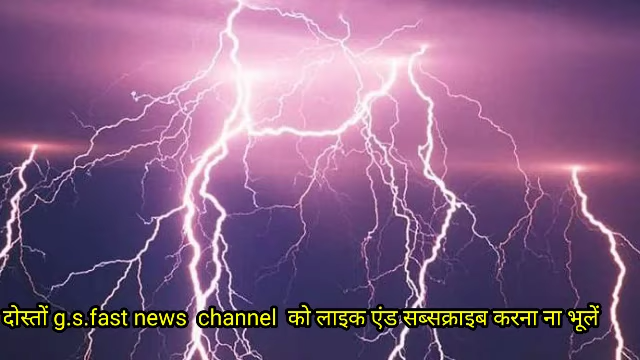 दोस्तों g.s.fast news channel को लाइक एंड सब्सक्राइब करना ना भूलें